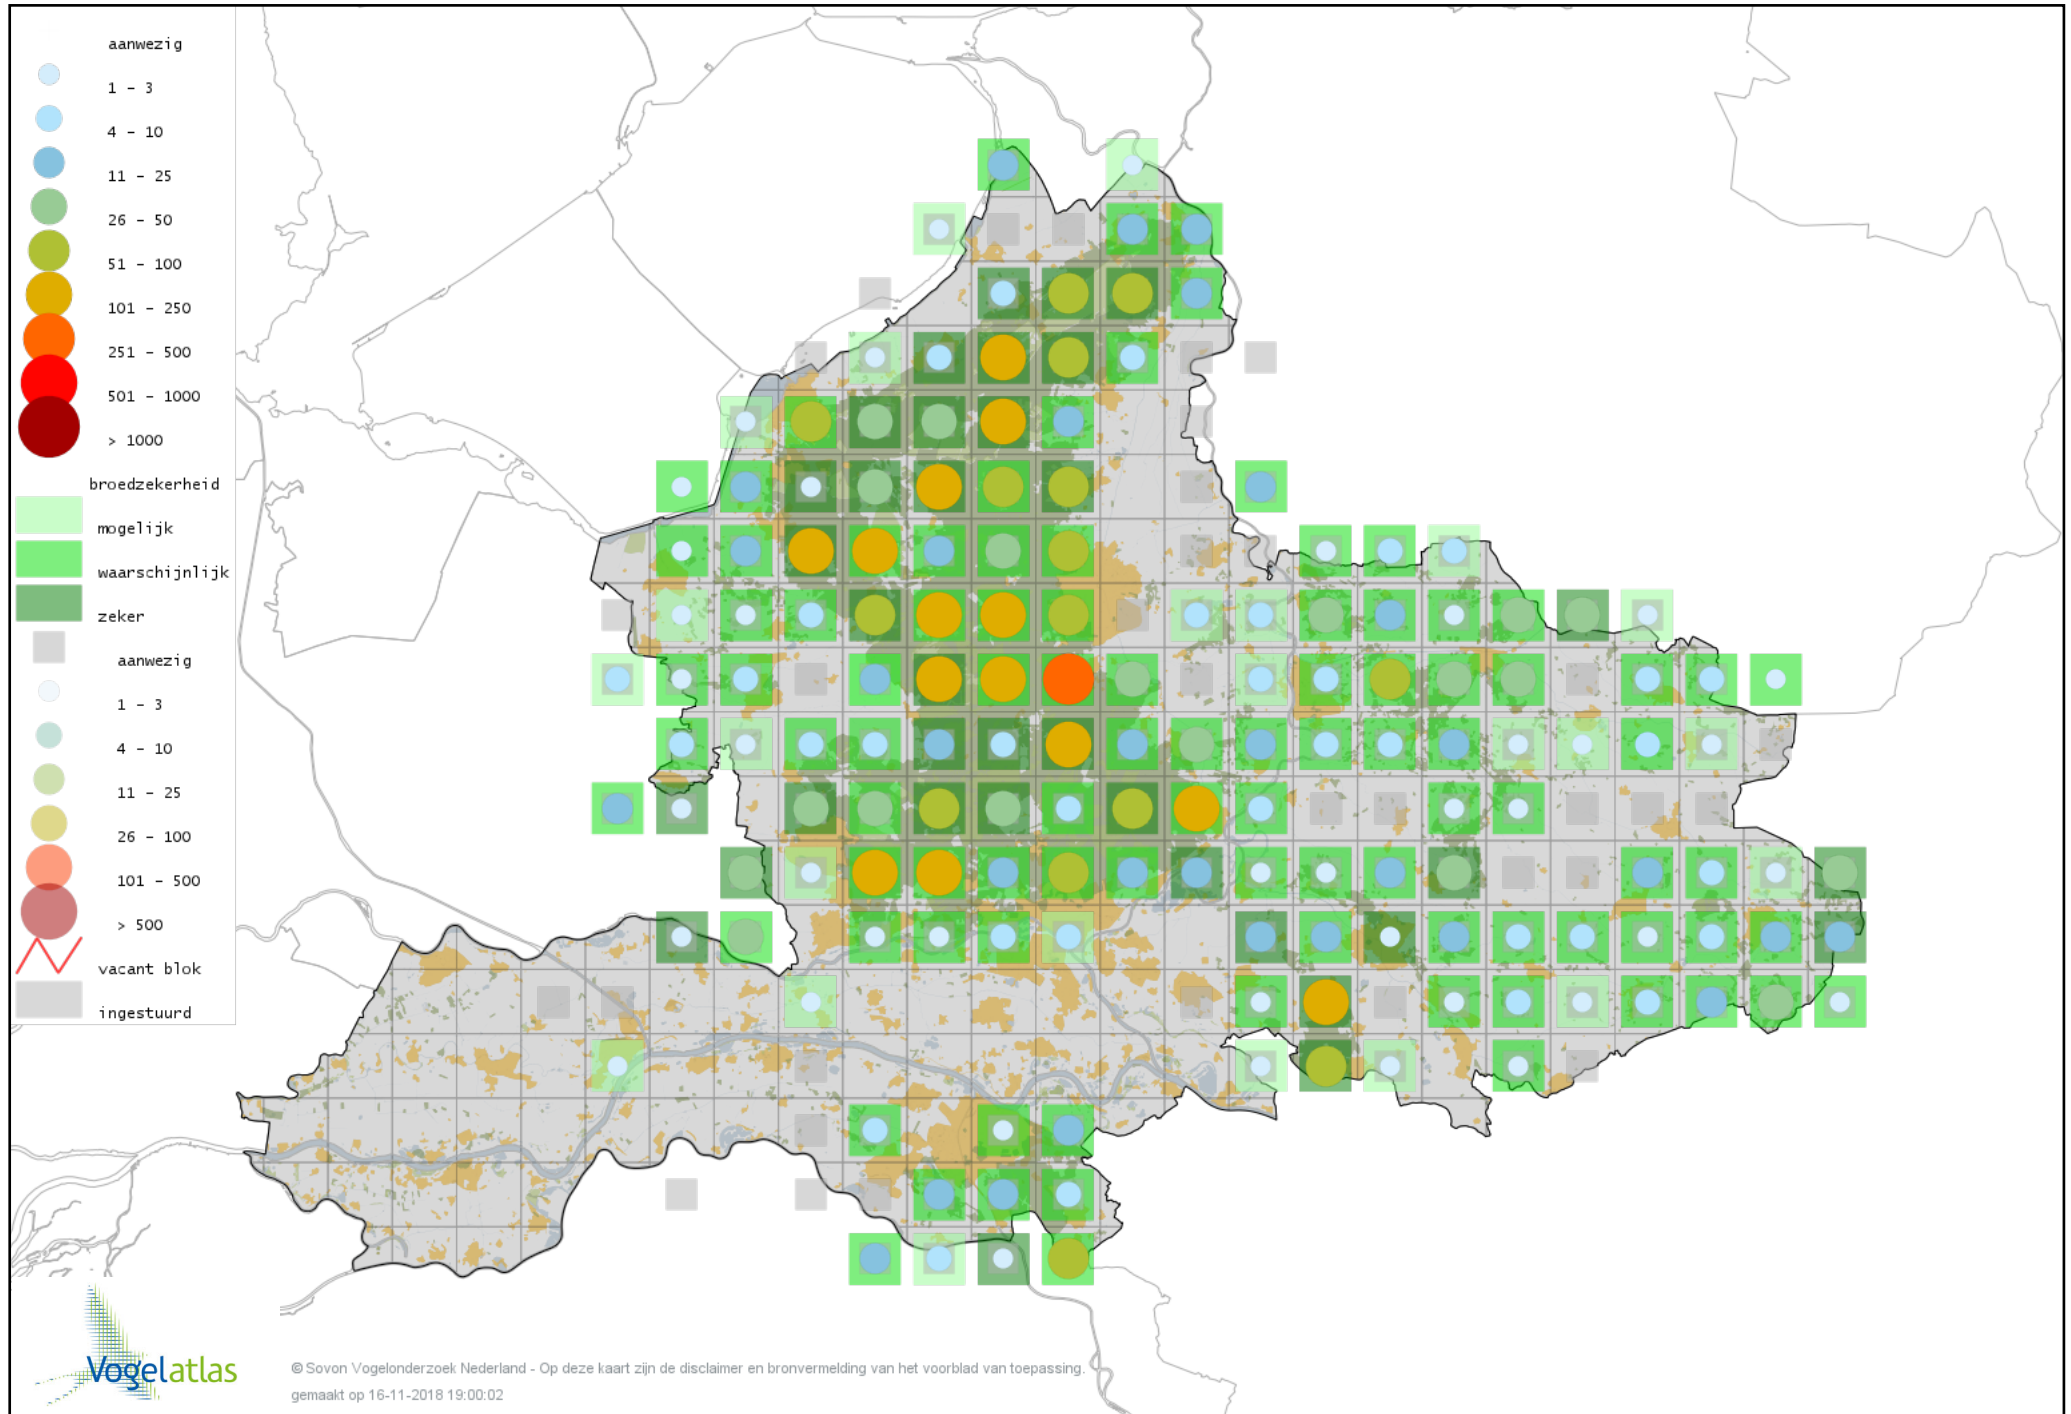 aanwezig
1 - 3
4 - 10
11 - 25
26 - 50
51 - 100
101 - 250
251 - 500
501 - 1000
> 1000
broedzekerheid
mogelijk
waarschijnlijk
zeker
aanwezig
1 - 3
4 - 10
11 - 25
26 - 100
101 - 500
> 500
vacant blok
ingestuurd
Vogelatlas
© Sovon Vogelonderzoek Nederland - Op deze kaart zijn de disclaimer en bronvermelding van het voorblad van toepassing.
gemaakt op 16-11-2018 19:00:02